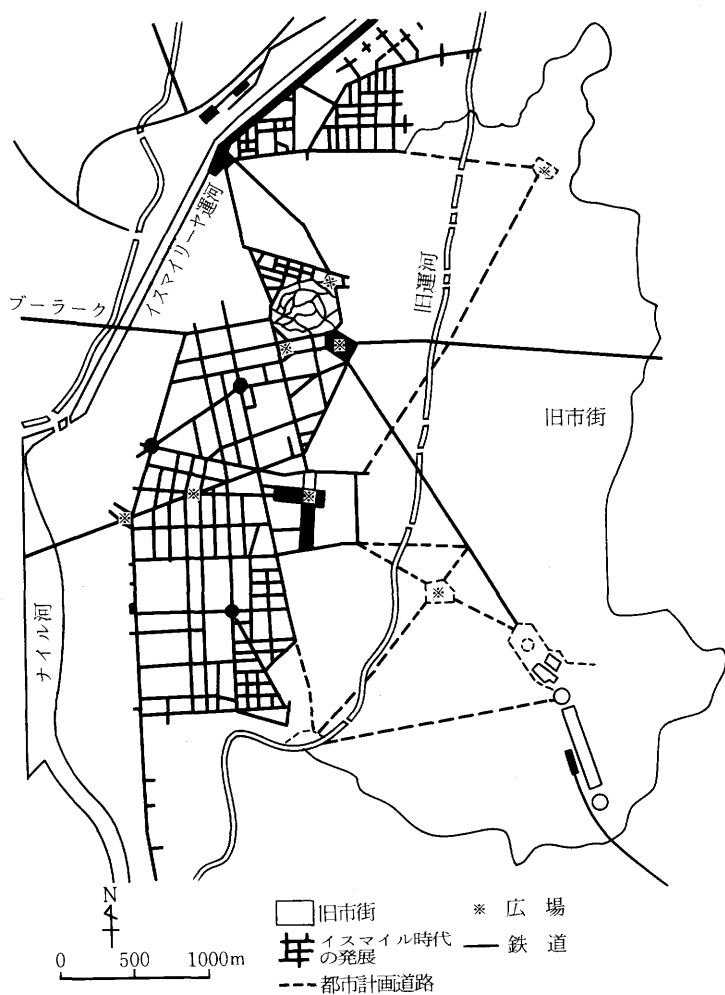 イスマイリーヤ運河
旧運河
ブーラーク
旧市街
ナイル河
N
0 500 1000m
旧市街
イスマイル時代
の発展
都市計画道路
※ 広場
鉄道